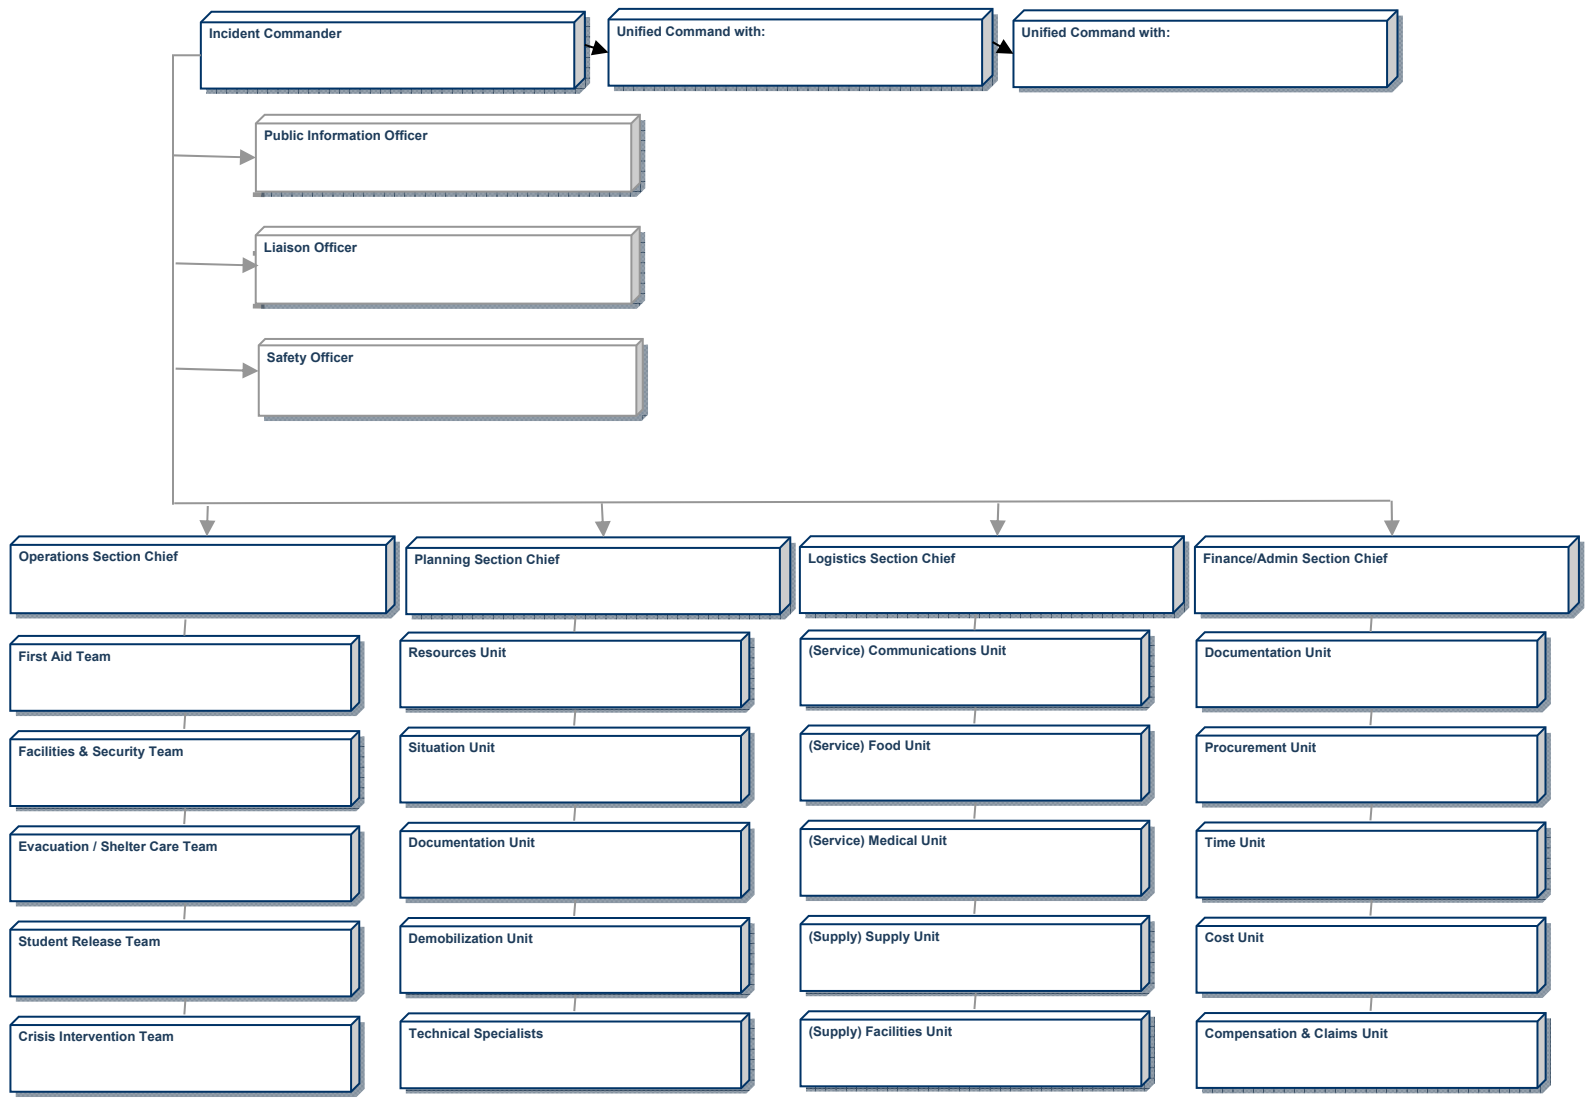 Incident Commander
Unified Command with:
Unified Command with:
Public Information Officer
Liaison Officer
Safety Officer
Operations Section Chief
Planning Section Chief
Logistics Section Chief
Finance/Admin Section Chief
First Aid Team
Resources Unit
(Service) Communications Unit
Documentation Unit
Facilities & Security Team
Situation Unit
(Service) Food Unit
Procurement Unit
Evacuation / Shelter Care Team
Documentation Unit
(Service) Medical Unit
Time Unit
Student Release Team
Demobilization Unit
(Supply) Supply Unit
Cost Unit
Crisis Intervention Team
Technical Specialists
(Supply) Facilities Unit
Compensation & Claims Unit